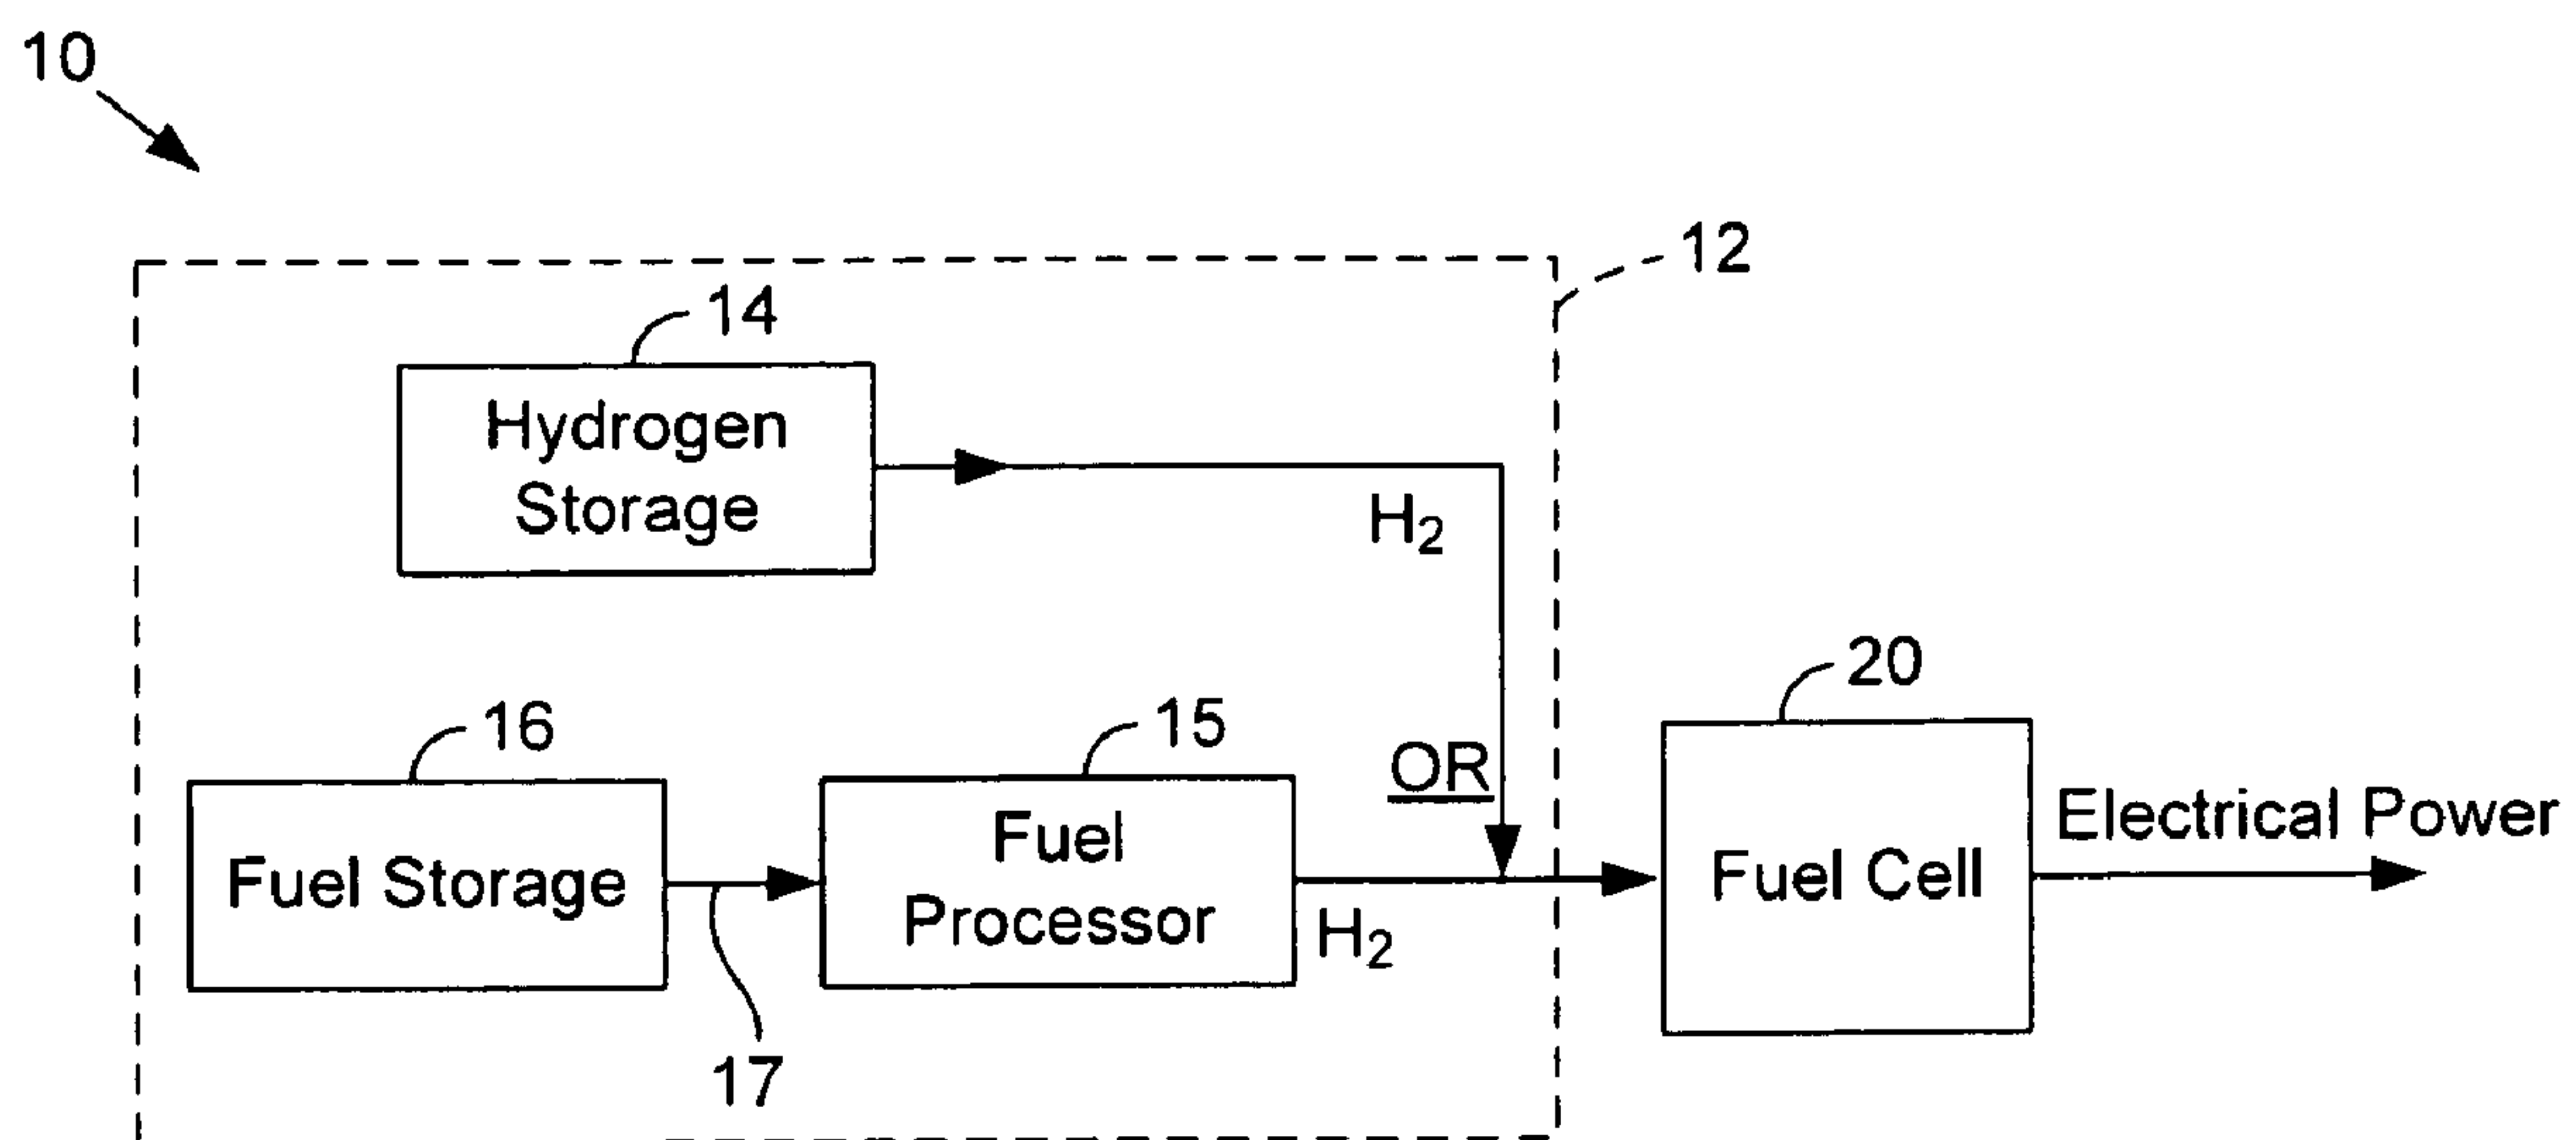 10
12
14
Hydrogen
Storage
H₂
20
16
15
OR
Electrical Power
Fuel Storage
Fuel
Processor
Fuel Cell
H₂
17